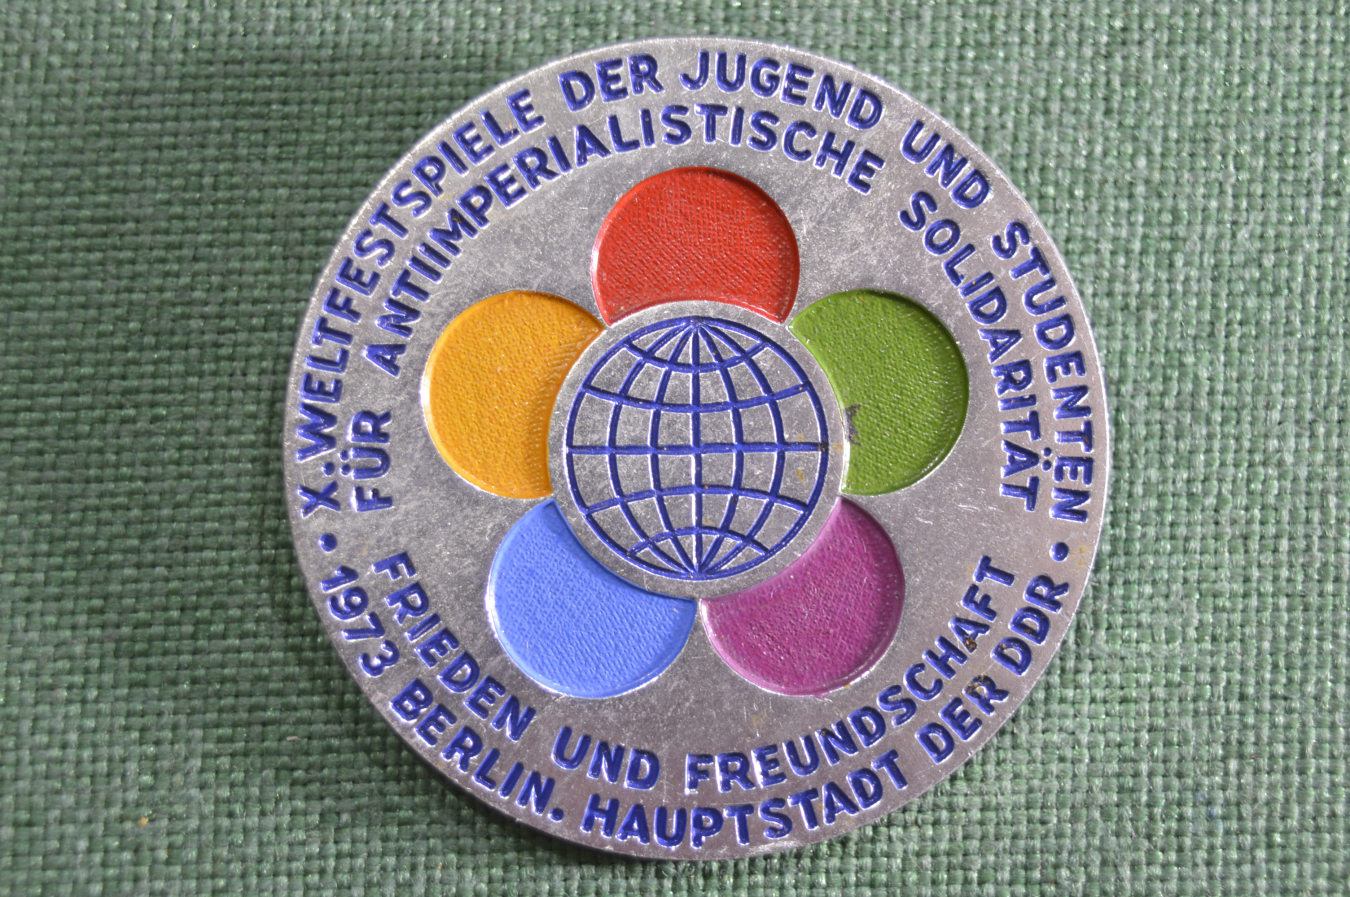 X. WELTFESTSPIELE DER JUGEND UND STUDENTEN
FÜR ANTIIMPERIALISTISCHE SOLIDARITÄT
FRIEDEN UND FREUNDSCHAFT
• 1973 BERLIN. HAUPTSTADT DER DDR •